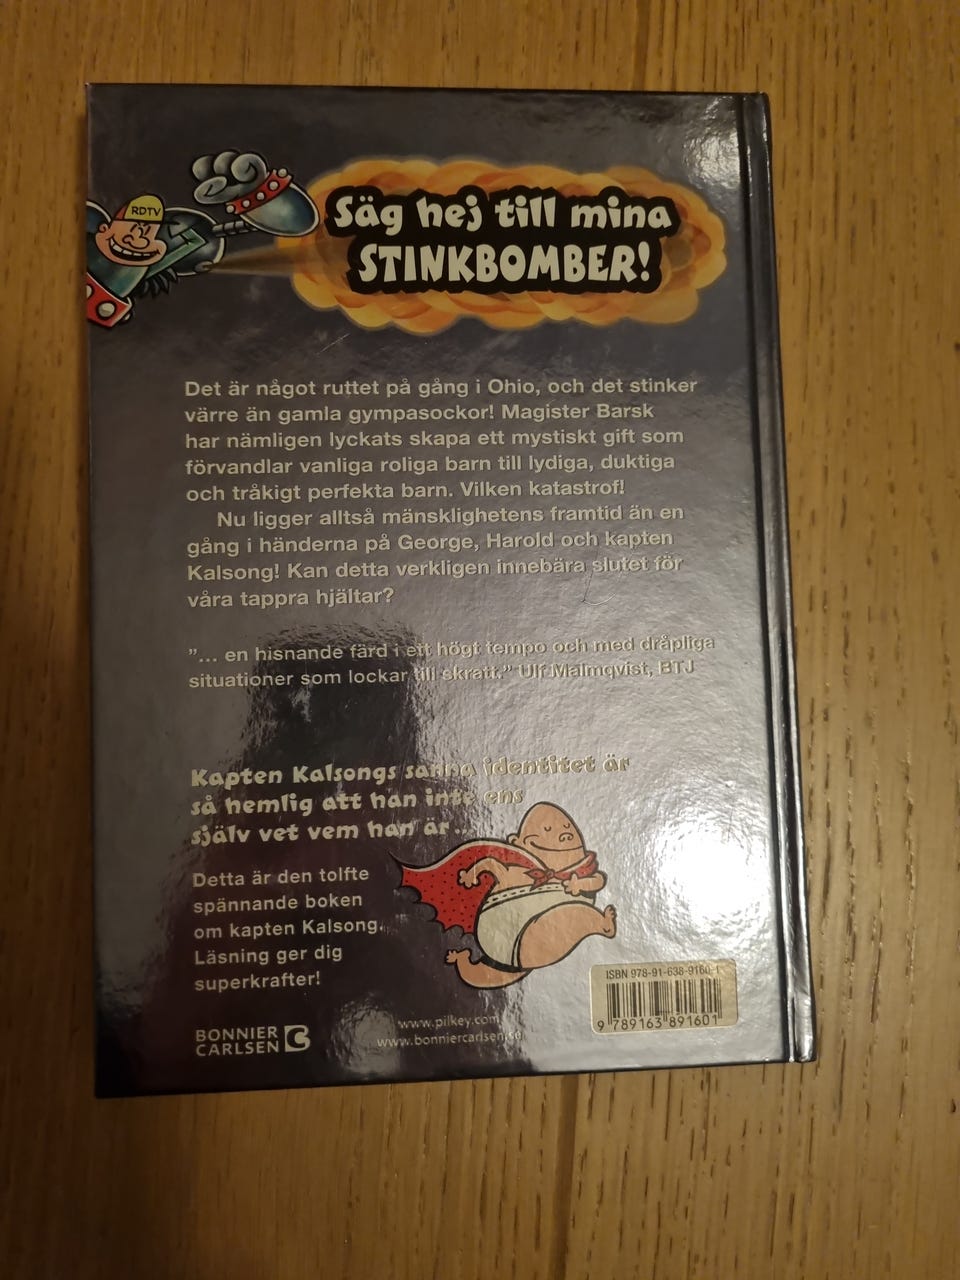 RDTV
Säg hej till mina
STINKBOMBER!
Det är något ruttet på gång i Ohio, och det stinker
värre än gamla gympasockor! Magister Barsk
har nämligen lyckats skapa ett mystiskt gift som
förvandlar vanliga roliga barn till lydiga, duktiga
och tråkigt perfekta barn. Vilken katastrof!
Nu ligger alltså mänsklighetens framtid än en
gång i händerna på George, Harold och kapten
Kalsong! Kan detta verkligen innebära slutet för
våra tappra hjältar?
”... en hisnande färd i ett högt tempo och med dråpliga
situationer som lockar till skratt.” Ulf Malmqvist, BTJ
Kapten Kalsongs sanna identitet är
så hemlig att han inte ens
själv vet vem han är...
Detta är den tolfte
spännande boken
om kapten Kalsong.
Läsning ger dig
superkrafter!
BONNIER
CARLSEN
www.pilkey.com
www.bonniercarlsen.se
ISBN 978-91-638-9160-1
9 789163 891601